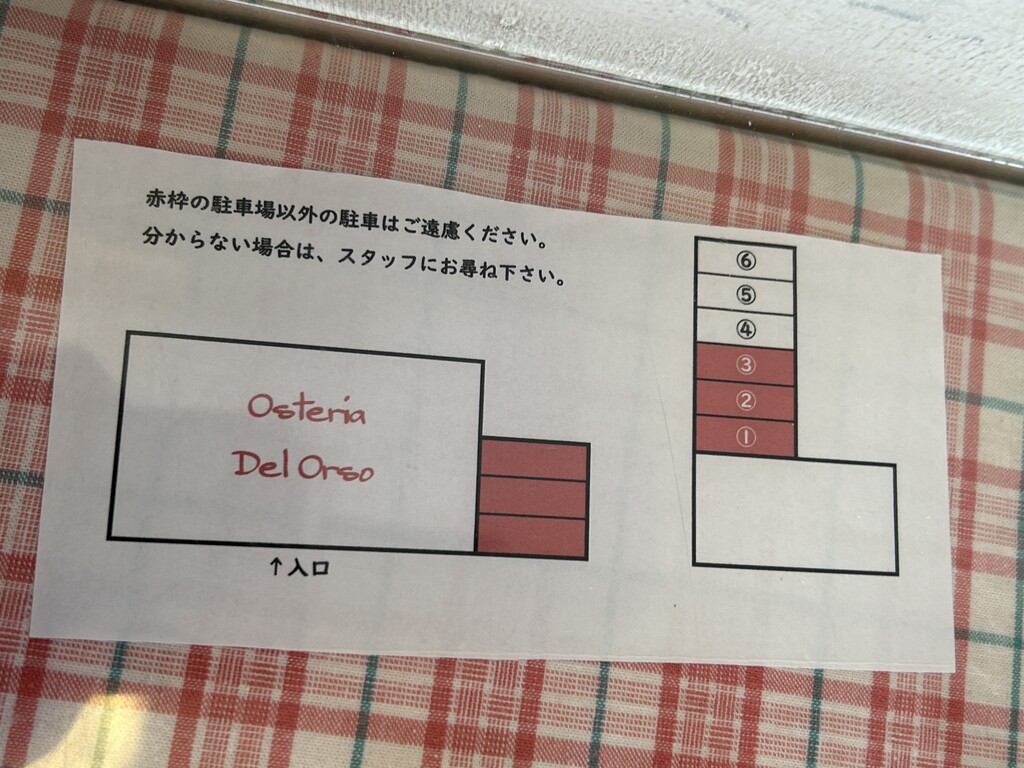 赤枠の駐車場以外の駐車はご遠慮ください。
分からない場合は、スタッフにお尋ね下さい。
Osteria
Del Orso
↑入口
⑥
⑤
④
③
②
①